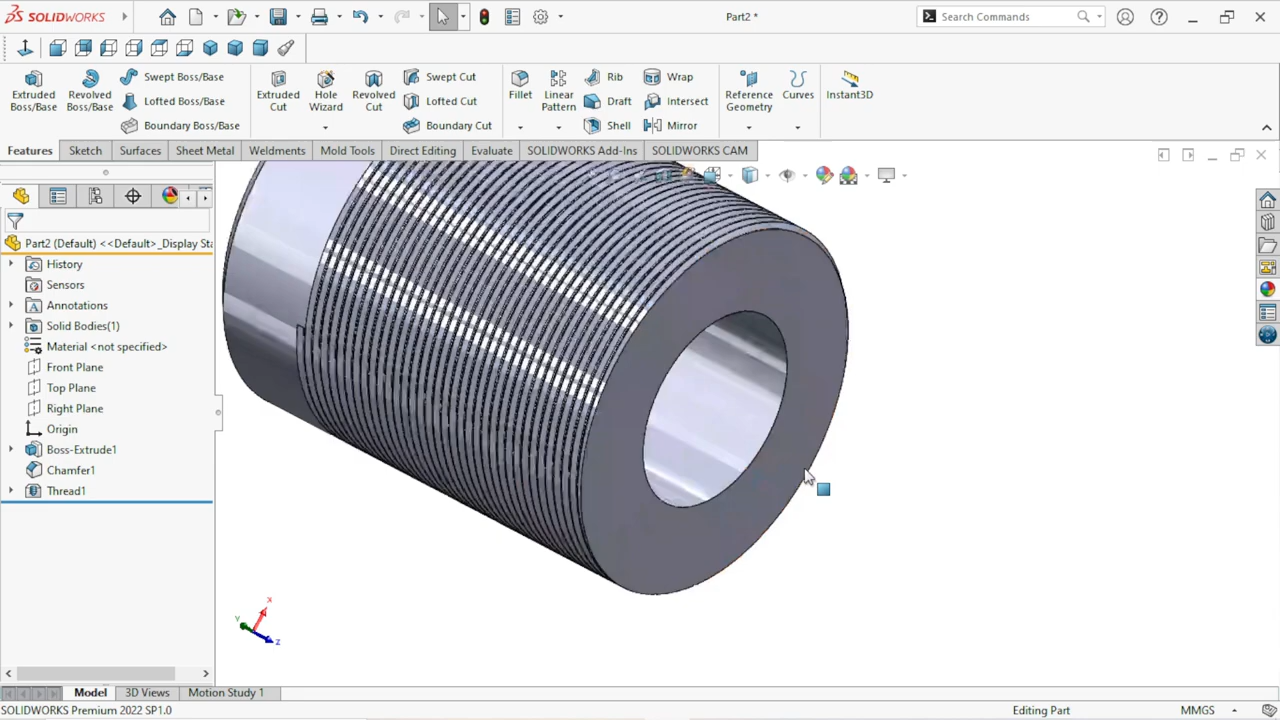 SOLIDWORKS
Part2 *
Search Commands
Extruded Boss/Base
Revolved Boss/Base
Swept Boss/Base
Lofted Boss/Base
Boundary Boss/Base
Extruded Cut
Hole Wizard
Revolved Cut
Swept Cut
Lofted Cut
Boundary Cut
Fillet
Linear Pattern
Rib
Draft
Shell
Wrap
Intersect
Mirror
Reference Geometry
Curves
Instant3D
Features
Sketch
Surfaces
Sheet Metal
Weldments
Mold Tools
Direct Editing
Evaluate
SOLIDWORKS Add-Ins
SOLIDWORKS CAM
Part2 (Default) <<Default>_Display Sta
History
Sensors
Annotations
Solid Bodies(1)
Material <not specified>
Front Plane
Top Plane
Right Plane
Origin
Boss-Extrude1
Chamfer1
Thread1
X
Y
Z
Model
3D Views
Motion Study 1
SOLIDWORKS Premium 2022 SP1.0
Editing Part
MMGS